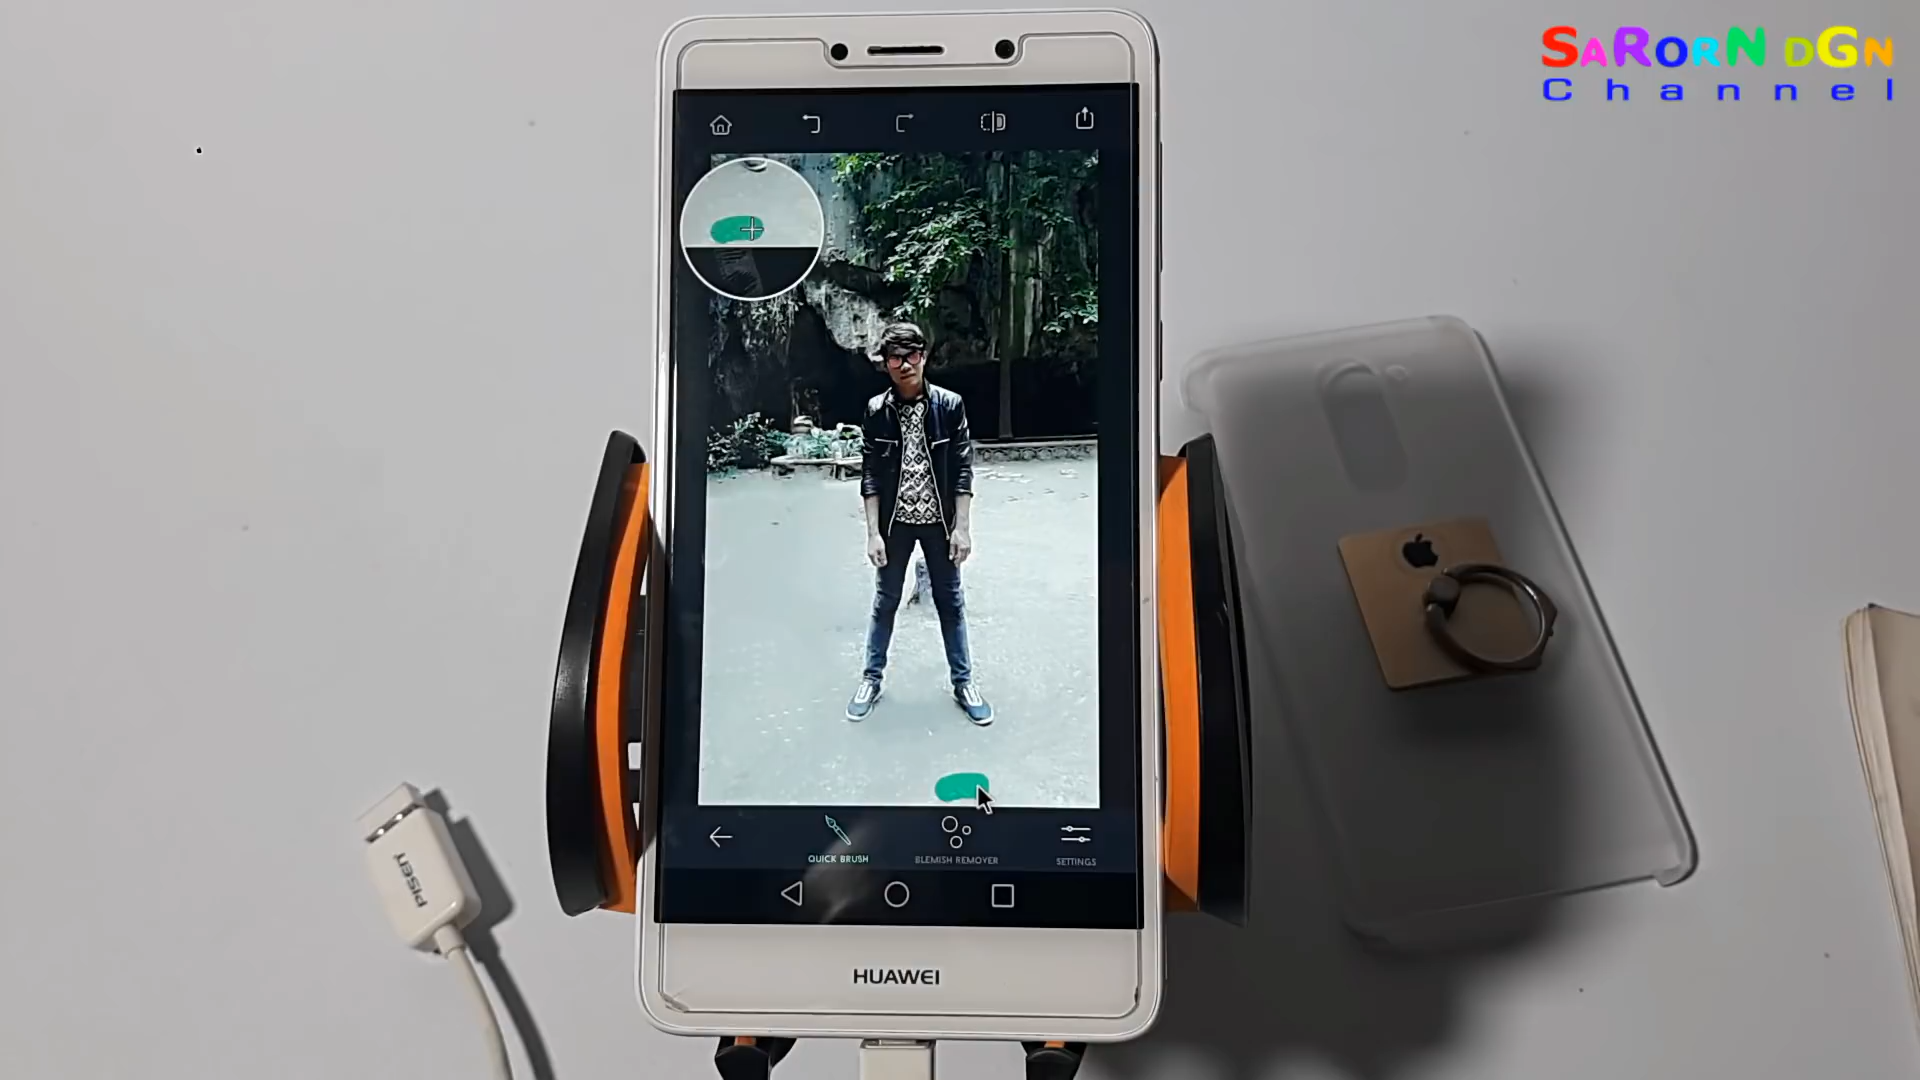 SaRorN DGN
Channel
QUICK BRUSH
BLEMISH REMOVER
SETTINGS
PISEN
HUAWEI